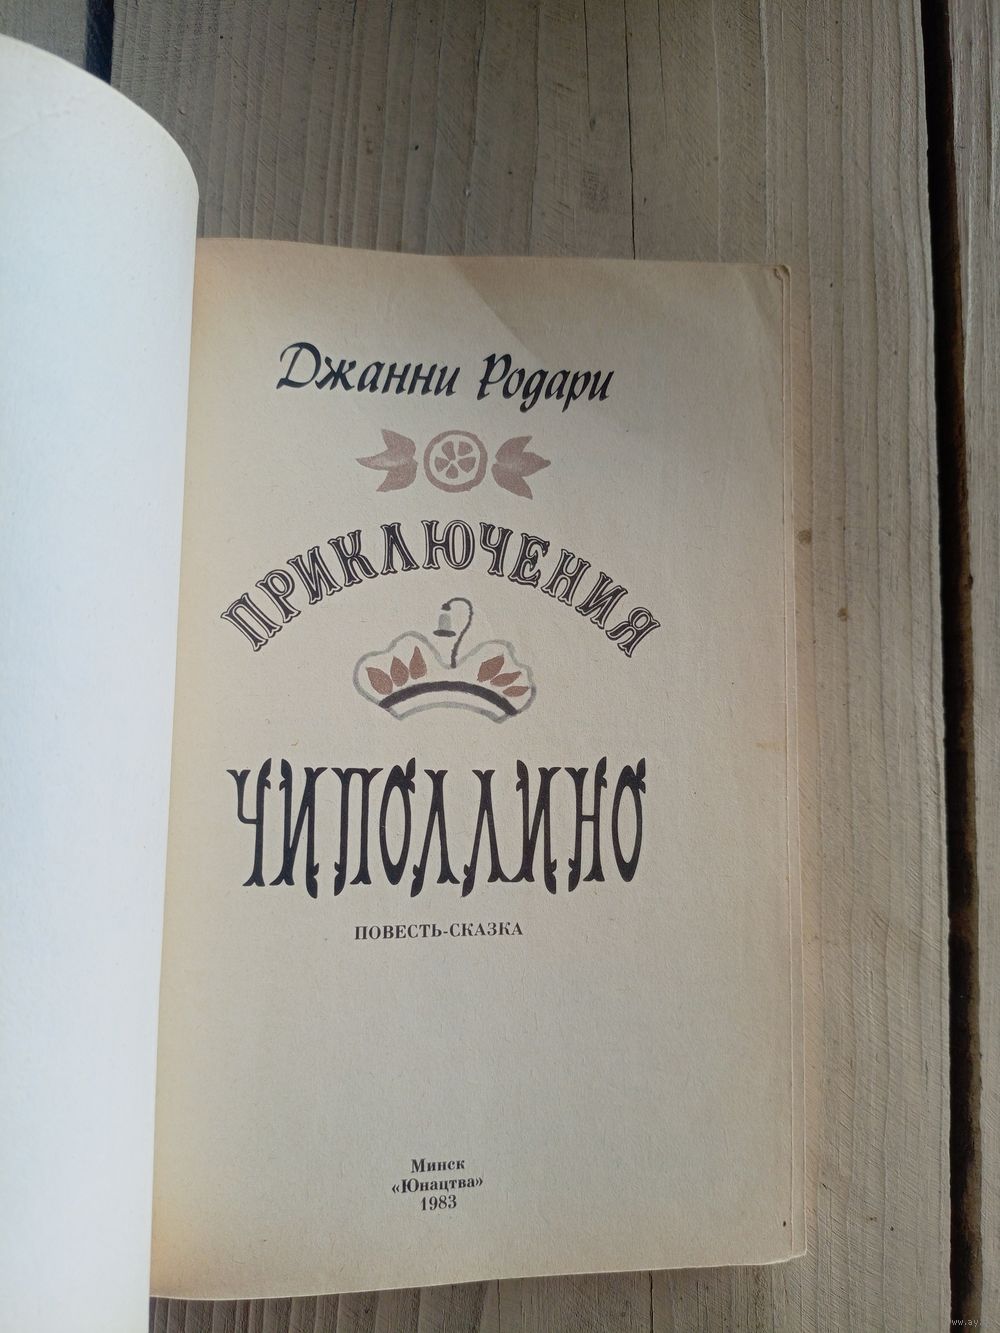 Джанни Родари
ПРИКЛЮЧЕНИЯ
ЧИПОЛЛИНО
ПОВЕСТЬ-СКАЗКА
Минск
«Юнацтва»
1983